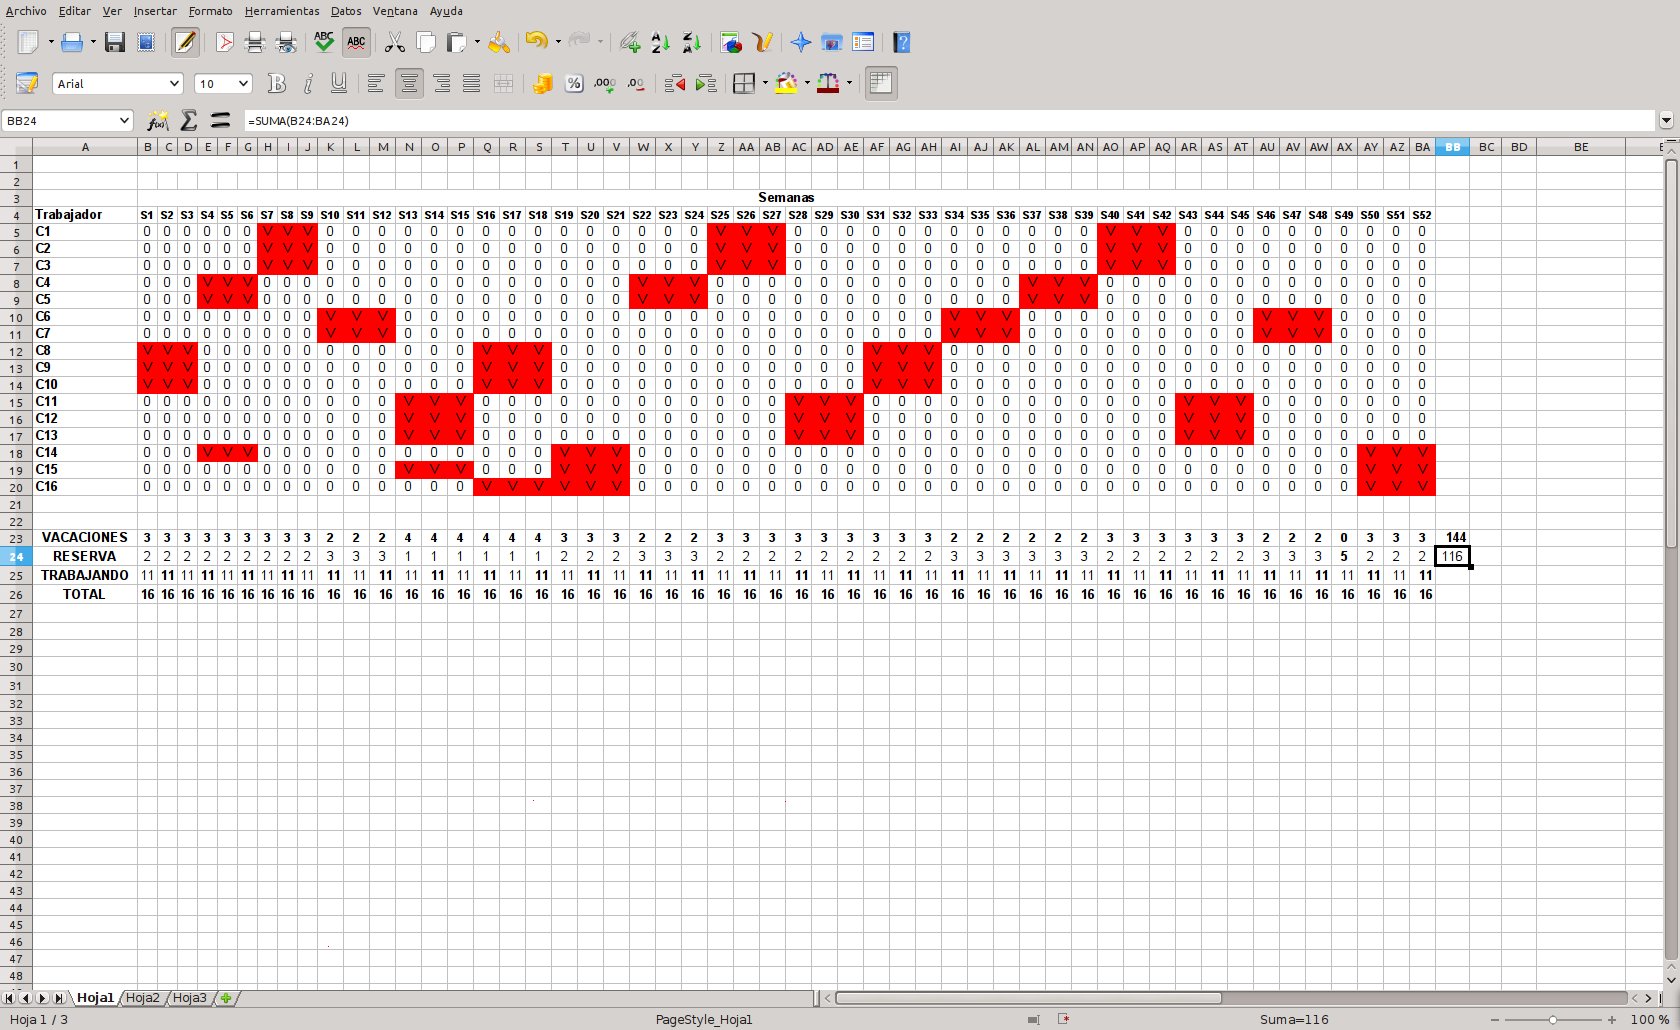 Archivo Editar Ver Insertar Formato Herramientas Datos Ventana Ayuda
Arial 10
BB24 =SUMA(B24:BA24)
A B C D E F G H I J K L M N O P Q R S T U V W X Y Z AA AB AC AD AE AF AG AH AI AJ AK AL AM AN AO AP AQ AR AS AT AU AV AW AX AY AZ BA BB BC BD BE
1
2
3 Semanas
4 Trabajador S1 S2 S3 S4 S5 S6 S7 S8 S9 S10 S11 S12 S13 S14 S15 S16 S17 S18 S19 S20 S21 S22 S23 S24 S25 S26 S27 S28 S29 S30 S31 S32 S33 S34 S35 S36 S37 S38 S39 S40 S41 S42 S43 S44 S45 S46 S47 S48 S49 S50 S51 S52
5 C1 0 0 0 0 0 0 V V V 0 0 0 0 0 0 0 0 0 0 0 0 0 0 0 V V V 0 0 0 0 0 0 0 0 0 0 0 0 V V V 0 0 0 0 0 0 0 0 0 0
6 C2 0 0 0 0 0 0 V V V 0 0 0 0 0 0 0 0 0 0 0 0 0 0 0 V V V 0 0 0 0 0 0 0 0 0 0 0 0 V V V 0 0 0 0 0 0 0 0 0 0
7 C3 0 0 0 0 0 0 V V V 0 0 0 0 0 0 0 0 0 0 0 0 0 0 0 V V V 0 0 0 0 0 0 0 0 0 0 0 0 V V V 0 0 0 0 0 0 0 0 0 0
8 C4 0 0 0 V V V 0 0 0 0 0 0 0 0 0 0 0 0 0 0 0 V V V 0 0 0 0 0 0 0 0 0 0 0 0 V V V 0 0 0 0 0 0 0 0 0 0 0 0 0
9 C5 0 0 0 V V V 0 0 0 0 0 0 0 0 0 0 0 0 0 0 0 V V V 0 0 0 0 0 0 0 0 0 0 0 0 V V V 0 0 0 0 0 0 0 0 0 0 0 0 0
10 C6 0 0 0 0 0 0 0 0 0 V V V 0 0 0 0 0 0 0 0 0 0 0 0 0 0 0 0 0 0 0 0 0 V V V 0 0 0 0 0 0 0 0 0 V V V 0 0 0 0
11 C7 0 0 0 0 0 0 0 0 0 V V V 0 0 0 0 0 0 0 0 0 0 0 0 0 0 0 0 0 0 0 0 0 V V V 0 0 0 0 0 0 0 0 0 V V V 0 0 0 0
12 C8 V V V 0 0 0 0 0 0 0 0 0 0 0 0 V V V 0 0 0 0 0 0 0 0 0 0 0 0 V V V 0 0 0 0 0 0 0 0 0 0 0 0 0 0 0 0 0 0 0
13 C9 V V V 0 0 0 0 0 0 0 0 0 0 0 0 V V V 0 0 0 0 0 0 0 0 0 0 0 0 V V V 0 0 0 0 0 0 0 0 0 0 0 0 0 0 0 0 0 0 0
14 C10 V V V 0 0 0 0 0 0 0 0 0 0 0 0 V V V 0 0 0 0 0 0 0 0 0 0 0 0 V V V 0 0 0 0 0 0 0 0 0 0 0 0 0 0 0 0 0 0 0
15 C11 0 0 0 0 0 0 0 0 0 0 0 0 V V V 0 0 0 0 0 0 0 0 0 0 0 0 V V V 0 0 0 0 0 0 0 0 0 0 0 0 V V V 0 0 0 0 0 0 0
16 C12 0 0 0 0 0 0 0 0 0 0 0 0 V V V 0 0 0 0 0 0 0 0 0 0 0 0 V V V 0 0 0 0 0 0 0 0 0 0 0 0 V V V 0 0 0 0 0 0 0
17 C13 0 0 0 0 0 0 0 0 0 0 0 0 V V V 0 0 0 0 0 0 0 0 0 0 0 0 V V V 0 0 0 0 0 0 0 0 0 0 0 0 V V V 0 0 0 0 0 0 0
18 C14 0 0 0 V V V 0 0 0 0 0 0 0 0 0 0 0 0 V V V 0 0 0 0 0 0 0 0 0 0 0 0 0 0 0 0 0 0 0 0 0 0 0 0 0 0 0 0 V V V
19 C15 0 0 0 0 0 0 0 0 0 0 0 0 V V V 0 0 0 V V V 0 0 0 0 0 0 0 0 0 0 0 0 0 0 0 0 0 0 0 0 0 0 0 0 0 0 0 0 V V V
20 C16 0 0 0 0 0 0 0 0 0 0 0 0 0 0 0 V V V V V V 0 0 0 0 0 0 0 0 0 0 0 0 0 0 0 0 0 0 0 0 0 0 0 0 0 0 0 0 V V V
21
22
23 VACACIONES 3 3 3 3 3 3 3 3 3 2 2 2 4 4 4 4 4 4 3 3 3 2 2 2 3 3 3 3 3 3 3 3 3 2 2 2 2 2 2 3 3 3 3 3 3 2 2 2 0 3 3 3 144
24 RESERVA 2 2 2 2 2 2 2 2 2 3 3 3 1 1 1 1 1 1 2 2 2 3 3 3 2 2 2 2 2 2 2 2 2 3 3 3 3 3 3 2 2 2 2 2 2 3 3 3 5 2 2 2 116
25 TRABAJANDO 11 11 11 11 11 11 11 11 11 11 11 11 11 11 11 11 11 11 11 11 11 11 11 11 11 11 11 11 11 11 11 11 11 11 11 11 11 11 11 11 11 11 11 11 11 11 11 11 11 11 11 11
26 TOTAL 16 16 16 16 16 16 16 16 16 16 16 16 16 16 16 16 16 16 16 16 16 16 16 16 16 16 16 16 16 16 16 16 16 16 16 16 16 16 16 16 16 16 16 16 16 16 16 16 16 16 16 16
27
28
29
30
31
32
33
34
35
36
37
38
39
40
41
42
43
44
45
46
47
48
Hoja1 Hoja2 Hoja3
Hoja 1 / 3 PageStyle_Hoja1 Suma=116 100 %